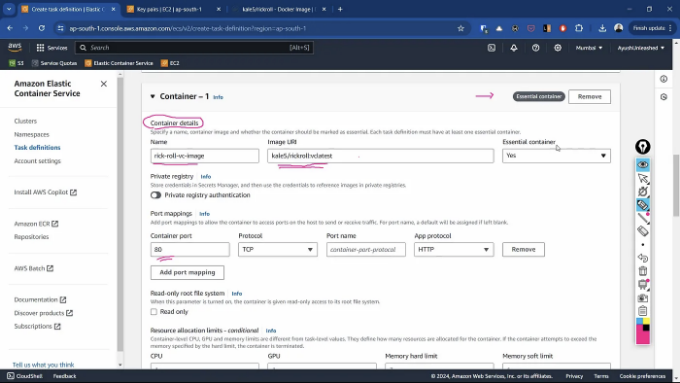 Create task definition | Elastic C
Key pairs | EC2 | ap-south-1
kale5/rickroll - Docker Image |
ap-south-1.console.aws.amazon.com/ecs/v2/create-task-definition?region=ap-south-1
Finish update
aws
Services
Search
[Alt+S]
Mumbai
AyushUnleashed
S3
Service Quotas
Elastic Container Service
EC2
Amazon Elastic
Container Service
Clusters
Namespaces
Task definitions
Account settings
Install AWS Copilot
Amazon ECR
Repositories
AWS Batch
Documentation
Discover products
Subscriptions
Tell us what you think
Container – 1 Info
Essential container
Remove
Container details
Specify a name, container image and whether the container should be marked as essential. Each task definition must have at least one essential container.
Name
Image URI
Essential container
rick-roll-vc-image
kale5/rickroll:vclatest
Yes
Private registry Info
Store credentials in Secrets Manager, and then use the credentials to reference images in private registries.
Private registry authentication
Port mappings Info
Add port mappings to allow the container to access ports on the host to send or receive traffic. For port name, a default will be assigned if left blank.
Container port
Protocol
Port name
App protocol
80
TCP
container-port-protocol
HTTP
Remove
Add port mapping
Read-only root file system Info
When this parameter is turned on, the container is given read-only access to its root file system.
Read only
Resource allocation limits - conditional Info
Container-level CPU, GPU and memory limits are different from task-level values. They define how many resources are allocated for the container. If the container attempts to exceed the memory specified by the hard limit, the container is terminated.
CPU
GPU
Memory hard limit
Memory soft limit
CloudShell
Feedback
© 2024, Amazon Web Services, Inc. or its affiliates.
Privacy
Terms
Cookie preferences